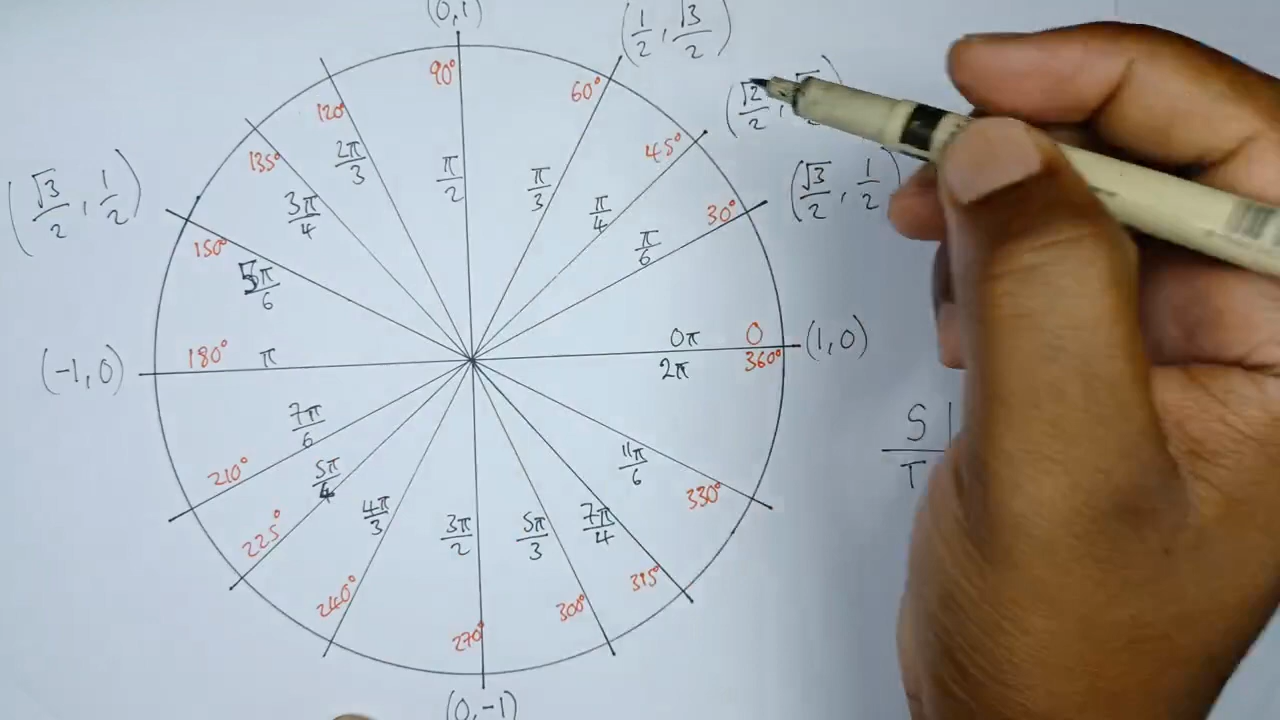 (0,1)
(1/2, √3/2)
(√2/2, √
(√3/2, 1/2)
(√3/2, 1/2)
90°
60°
120°
45°
135°
30°
150°
2π/3
π/2
π/3
3π/4
π/4
π/6
5π/6
(-1,0)
180° π
0π 0
(1,0)
2π 360°
7π/6
210°
5π/4
225°
4π/3
240°
3π/2
270°
5π/3
300°
7π/4
315°
11π/6
330°
S
T
(0,-1)